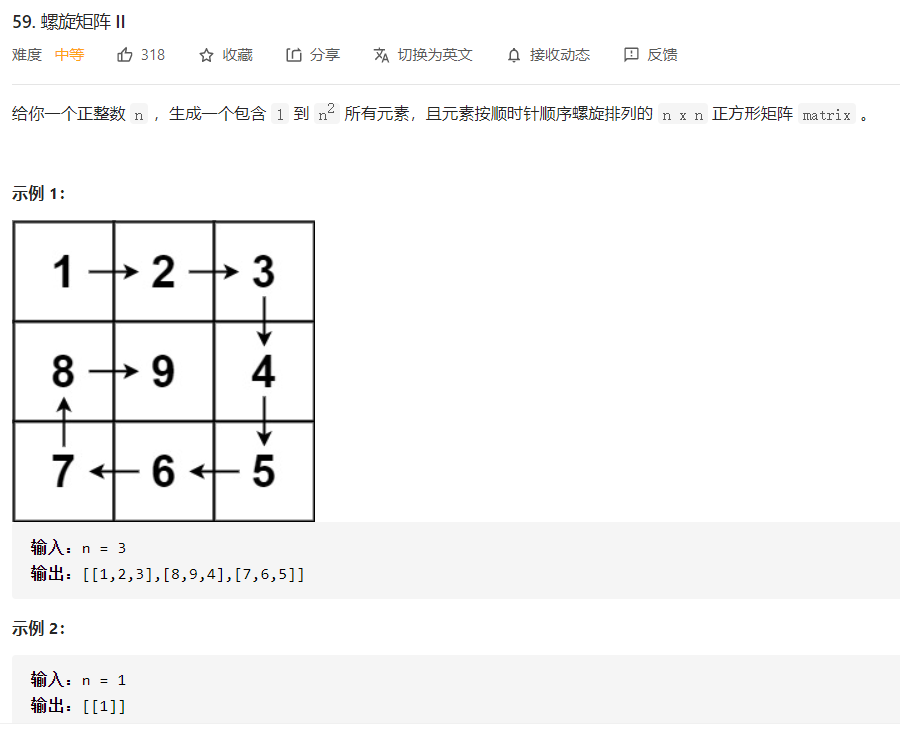 59. 螺旋矩阵 II
难度 中等 318 收藏 分享 切换为英文 接收动态 反馈
给你一个正整数 n ，生成一个包含 1 到 n² 所有元素，且元素按顺时针顺序螺旋排列的 n x n 正方形矩阵 matrix 。
示例 1：
1 2 3
8 9 4
7 6 5
输入：n = 3
输出：[[1,2,3],[8,9,4],[7,6,5]]
示例 2：
输入：n = 1
输出：[[1]]